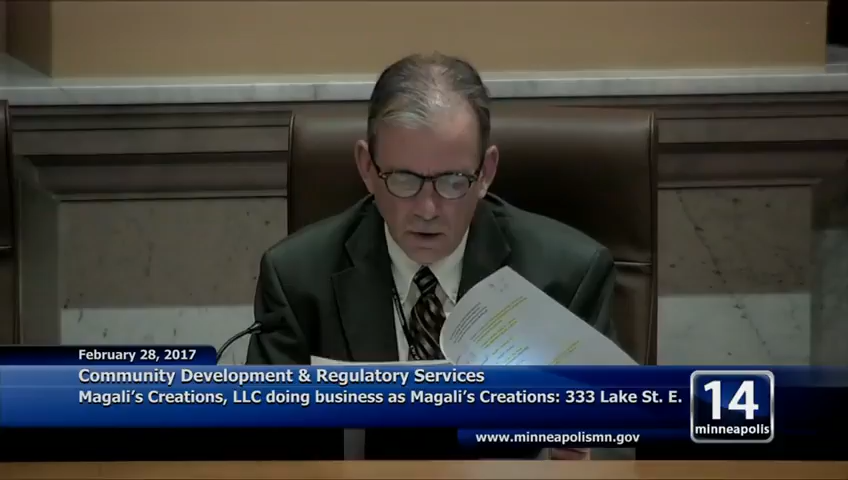 February 28, 2017
Community Development & Regulatory Services
Magali's Creations, LLC doing business as Magali's Creations: 333 Lake St. E.
14
minneapolis
www.minneapolismn.gov